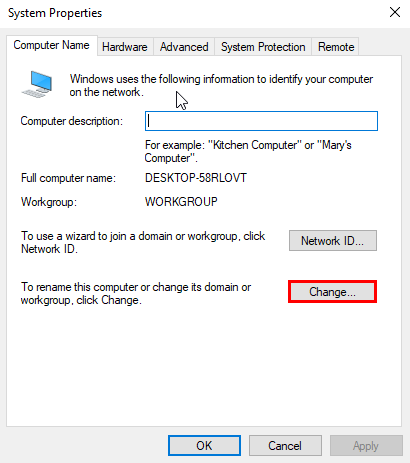 System Properties
Computer Name Hardware Advanced System Protection Remote
Windows uses the following information to identify your computer
on the network.
Computer description:
For example: "Kitchen Computer" or "Mary's
Computer".
Full computer name: DESKTOP-58RLOVT
Workgroup: WORKGROUP
To use a wizard to join a domain or workgroup, click
Network ID.
Network ID...
To rename this computer or change its domain or
workgroup, click Change.
Change...
OK Cancel Apply